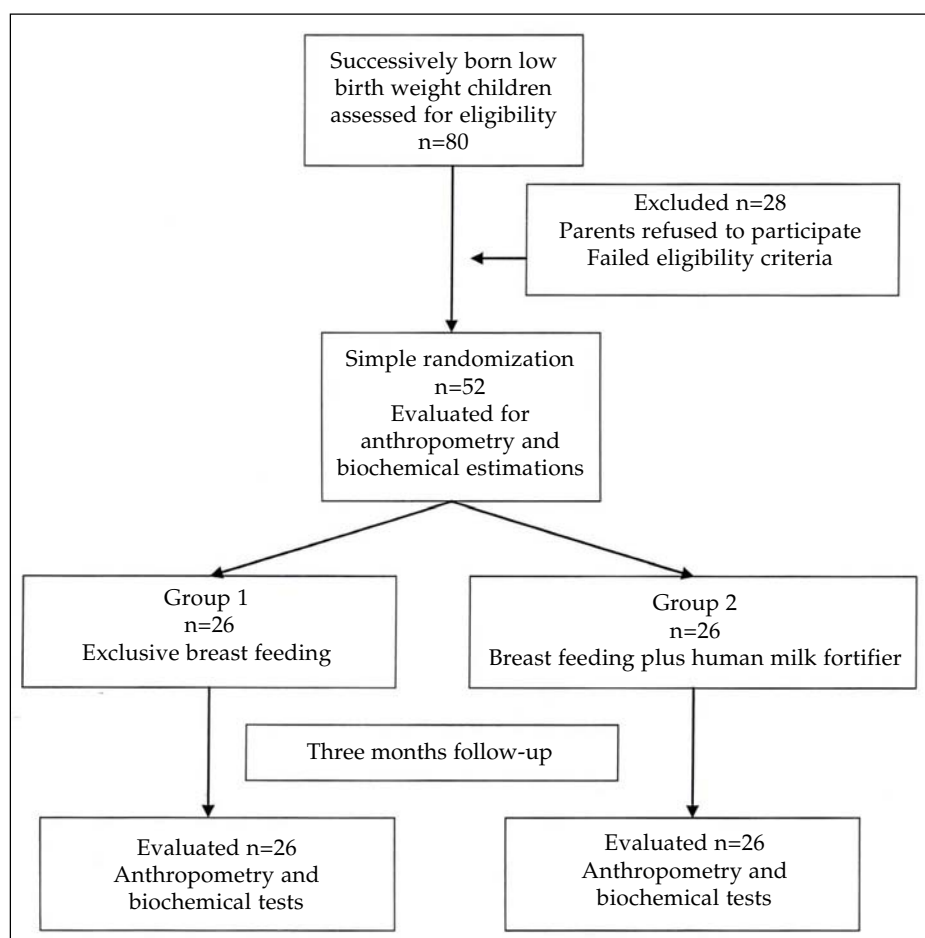 Successively born low
birth weight children
assessed for eligibility
n=80
Excluded n=28
Parents refused to participate
Failed eligibility criteria
Simple randomization
n=52
Evaluated for
anthropometry and
biochemical estimations
Group 1
n=26
Exclusive breast feeding
Group 2
n=26
Breast feeding plus human milk fortifier
Three months follow-up
Evaluated n=26
Anthropometry and
biochemical tests
Evaluated n=26
Anthropometry and
biochemical tests